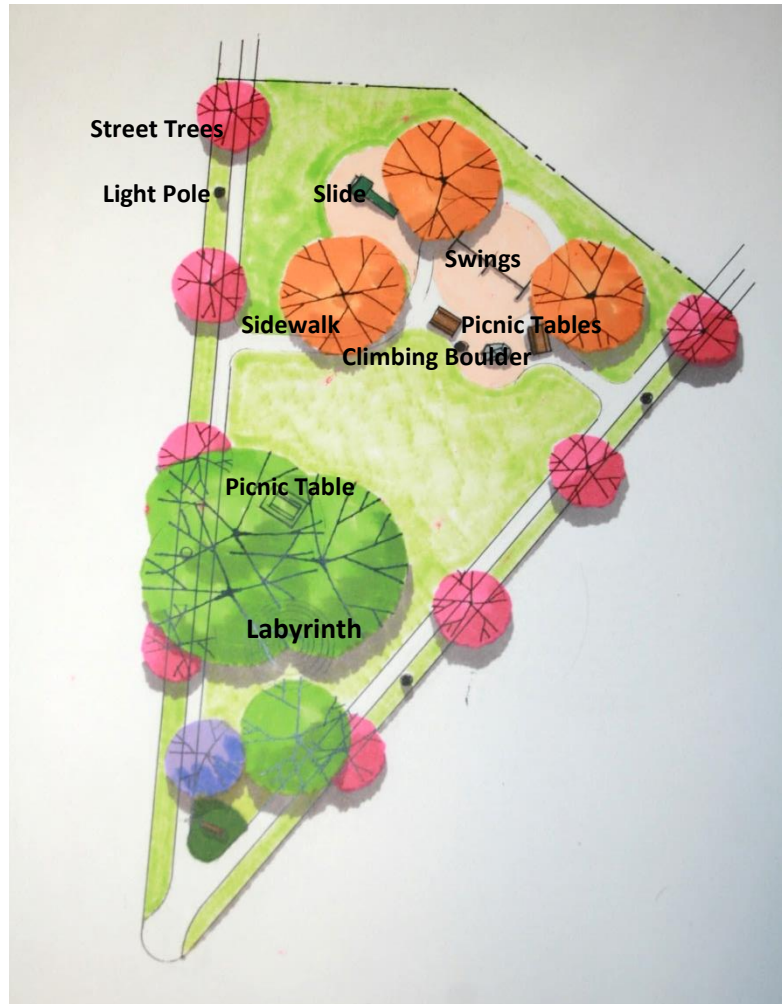 Street Trees
Light Pole
Slide
Swings
Sidewalk
Picnic Tables
Climbing Boulder
Picnic Table
Labyrinth